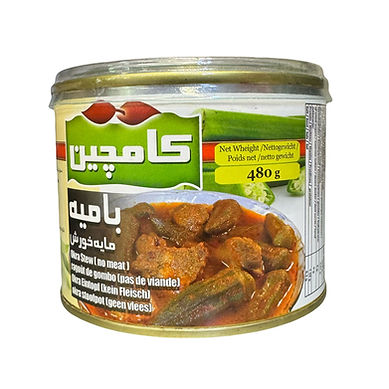 کامچین
Net Wheight /Nettogewicht/
Poids net /netto gewicht
480 g
بامیه
مایه خورش
Okra Stew ( no meat )
ragoût de gombo (pas de viande)
Okra Eintopf (kein Fleisch)
okra stoofpot (geen vlees)